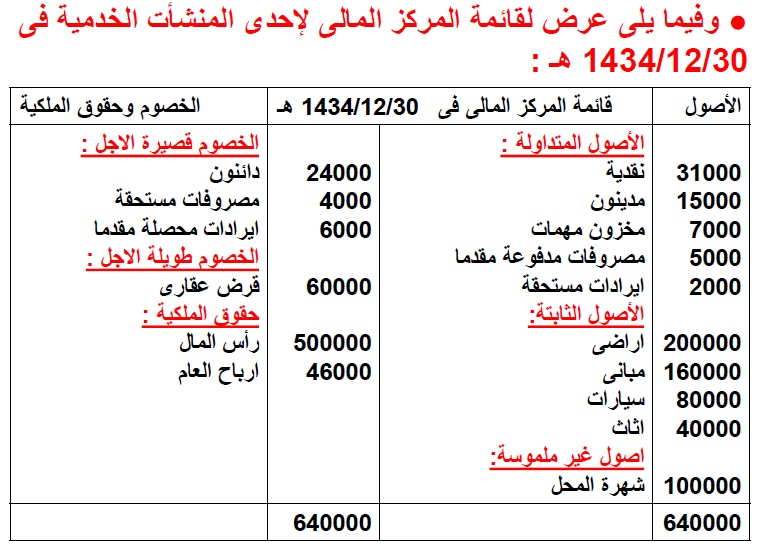 ● وفيما يلى عرض لقائمة المركز المالى لإحدى المنشأت الخدمية فى
1434/12/30 هـ :
الأصول قائمة المركز المالى فى 1434/12/30 هـ الخصوم وحقوق الملكية
الأصول المتداولة : الخصوم قصيرة الاجل :
31000 نقدية 24000 دائنون
15000 مدينون 4000 مصروفات مستحقة
7000 مخزون مهمات 6000 ايرادات محصلة مقدما
5000 مصروفات مدفوعة مقدما الخصوم طويلة الاجل :
2000 ايرادات مستحقة 60000 قرض عقارى
الأصول الثابتة: حقوق الملكية :
200000 اراضى 500000 رأس المال
160000 مبانى 46000 ارباح العام
80000 سيارات
40000 اثاث
اصول غير ملموسة:
100000 شهرة المحل
640000 640000